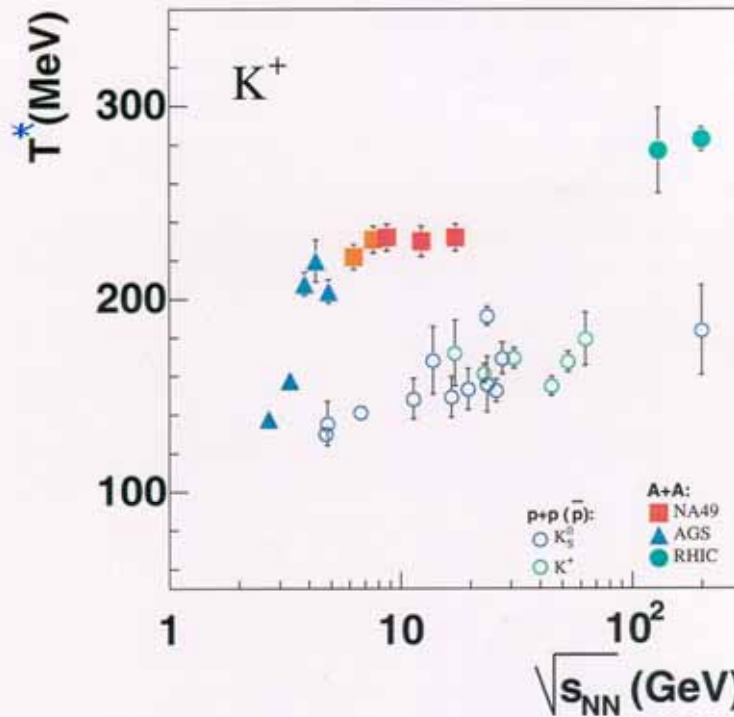 T* (MeV)
K⁺
300
200
100
p+p (p̅):
K⁰ₛ
K⁺
A+A:
NA49
AGS
RHIC
1
10
10²
√sNN (GeV)